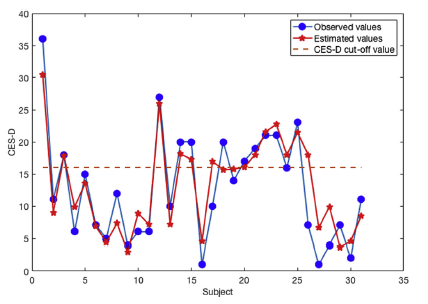 40
35
30
25
20
15
10
5
0
CES-D
0 5 10 15 20 25 30 35
Subject
Observed values
Estimated values
CES-D cut-off value